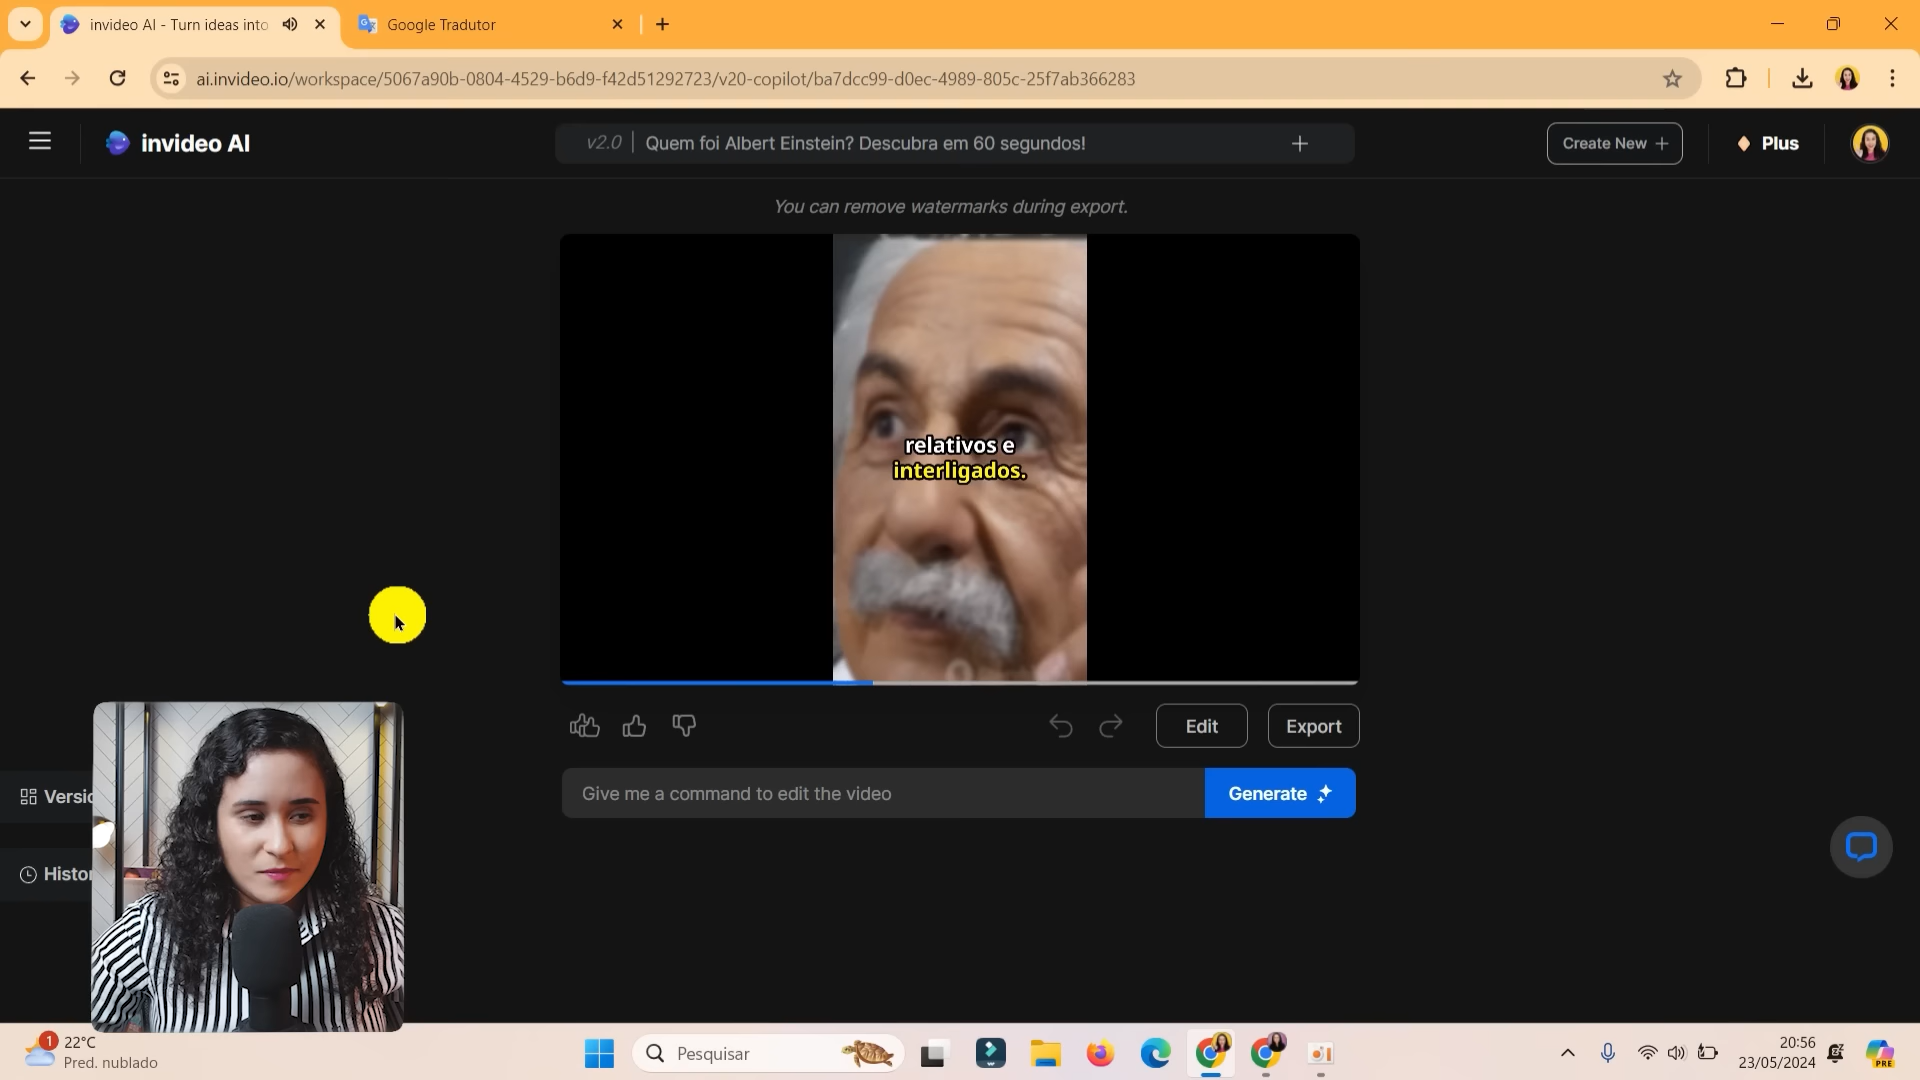 invideo AI - Turn ideas into
Google Tradutor
ai.invideo.io/workspace/5067a90b-0804-4529-b6d9-f42d51292723/v20-copilot/ba7dcc99-d0ec-4989-805c-25f7ab366283
invideo AI
v2.0 | Quem foi Albert Einstein? Descubra em 60 segundos!
Create New
Plus
You can remove watermarks during export.
relativos e
interligados.
Edit
Export
Give me a command to edit the video
Generate
Versio
Histor
1
22°C
Pred. nublado
Pesquisar
20:56
23/05/2024
PRE